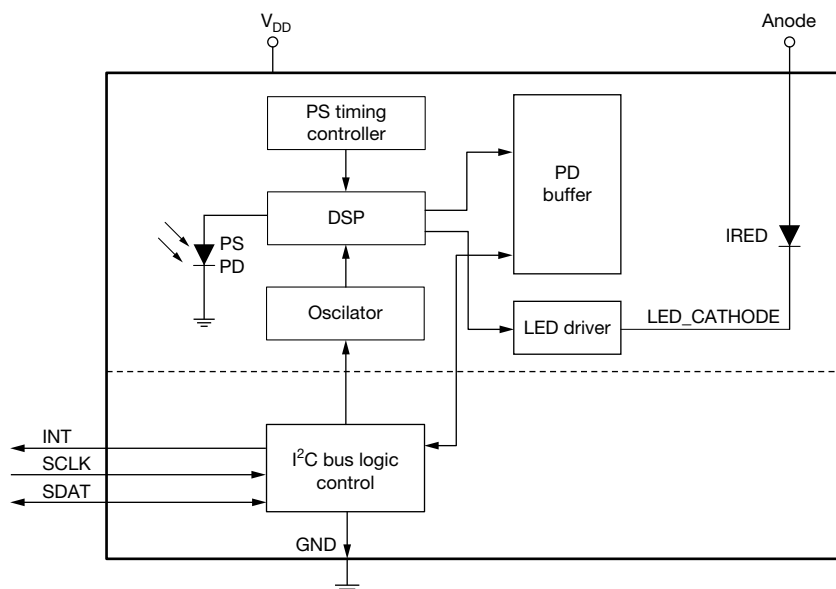 V_DD
Anode
PS timing
controller
PD
buffer
DSP
PS
PD
IRED
Oscilator
LED driver
LED_CATHODE
INT
SCLK
SDAT
I²C bus logic
control
GND